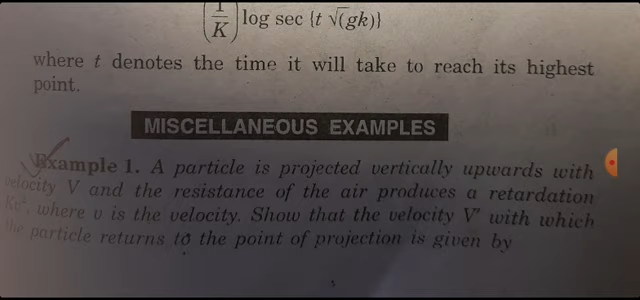 (1/K) log sec {t √(gk)}
where t denotes the time it will take to reach its highest
point.
MISCELLANEOUS EXAMPLES
Example 1. A particle is projected vertically upwards with
velocity V and the resistance of the air produces a retardation
Kv², where v is the velocity. Show that the velocity V' with which
the particle returns to the point of projection is given by